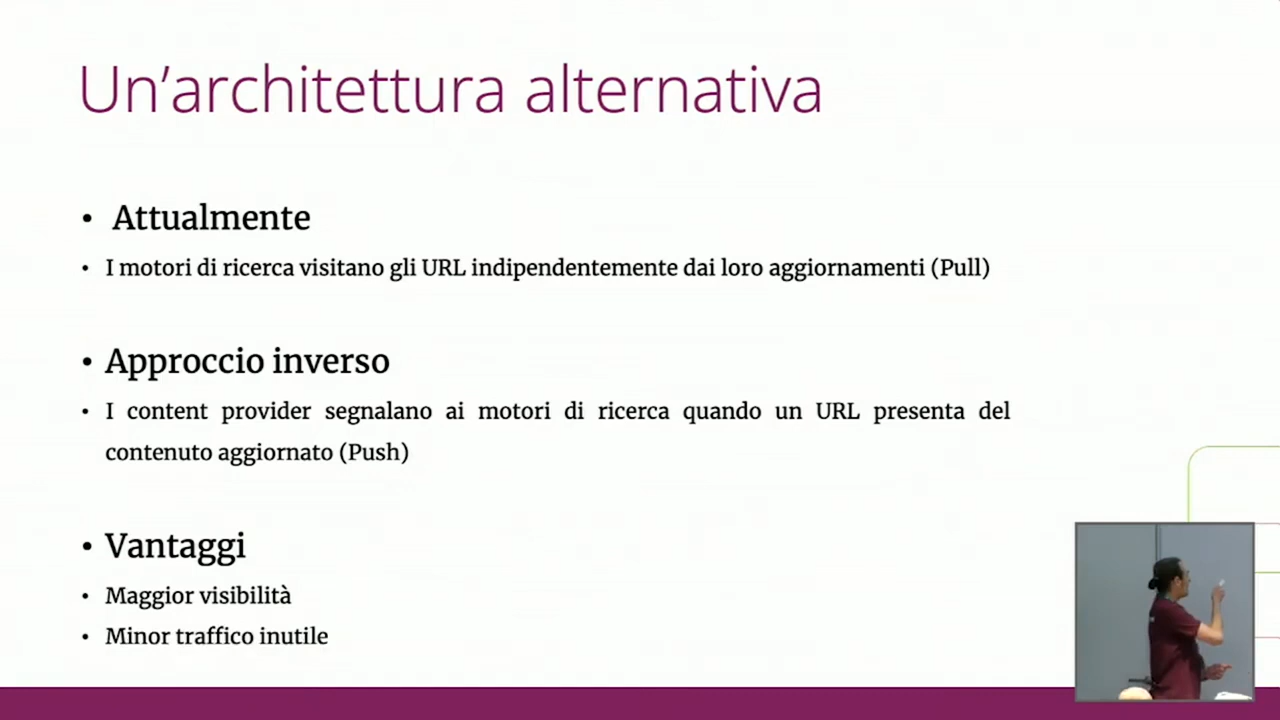 Un’architettura alternativa
• Attualmente
• I motori di ricerca visitano gli URL indipendentemente dai loro aggiornamenti (Pull)
• Approccio inverso
• I content provider segnalano ai motori di ricerca quando un URL presenta del
contenuto aggiornato (Push)
• Vantaggi
• Maggior visibilità
• Minor traffico inutile